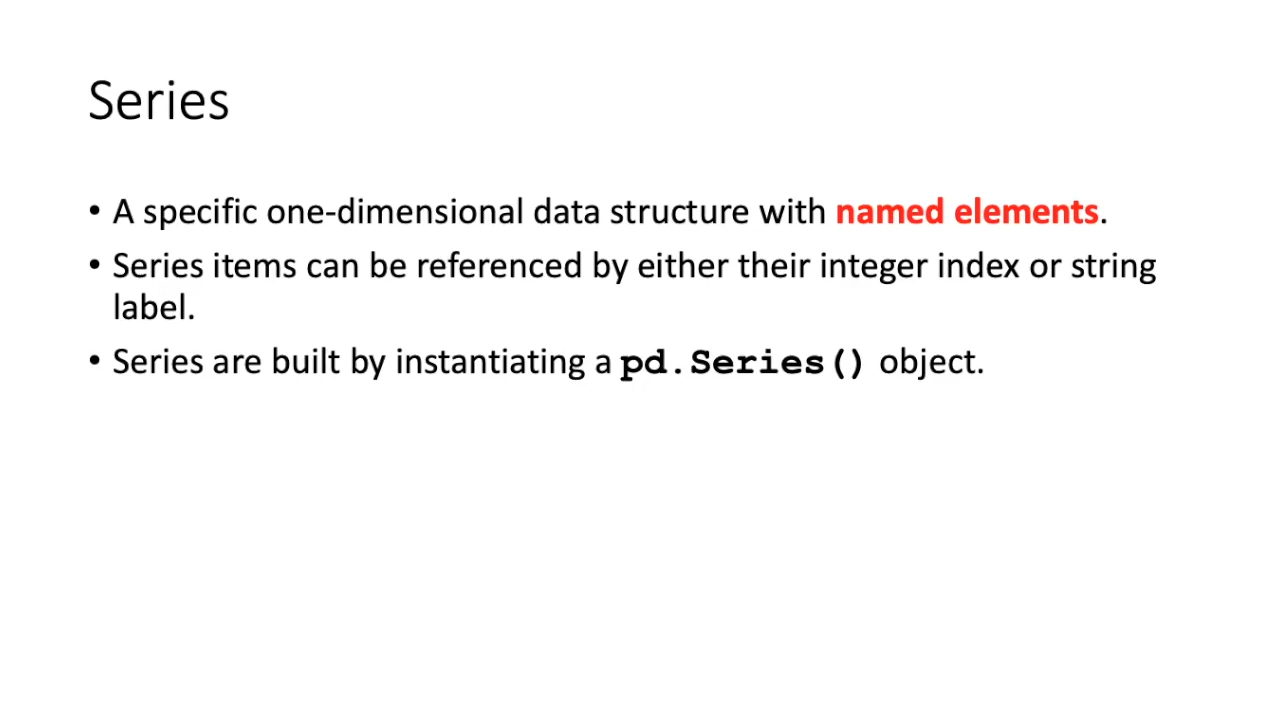 Series
• A specific one-dimensional data structure with named elements.
• Series items can be referenced by either their integer index or string
label.
• Series are built by instantiating a pd.Series() object.